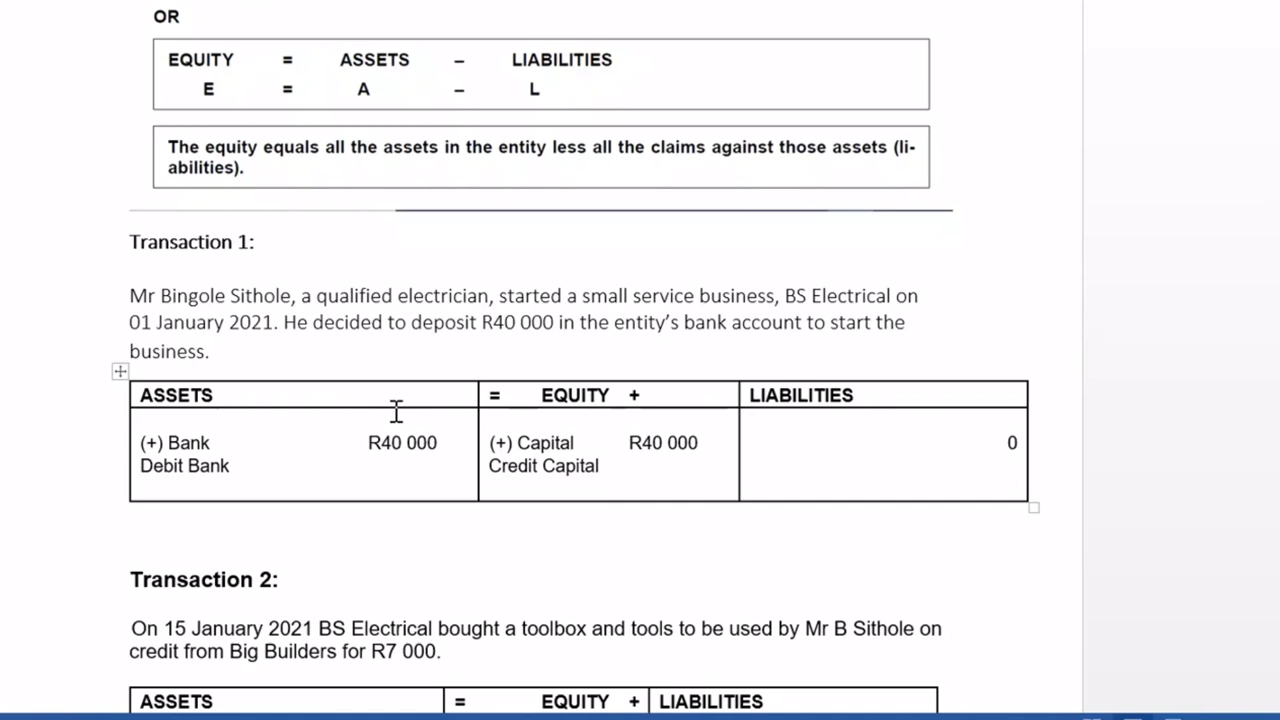 OR
EQUITY = ASSETS – LIABILITIES
E = A – L
The equity equals all the assets in the entity less all the claims against those assets (li-
abilities).
Transaction 1:
Mr Bingole Sithole, a qualified electrician, started a small service business, BS Electrical on
01 January 2021. He decided to deposit R40 000 in the entity’s bank account to start the
business.
ASSETS = EQUITY + LIABILITIES
(+) Bank R40 000 (+) Capital R40 000 0
Debit Bank Credit Capital
Transaction 2:
On 15 January 2021 BS Electrical bought a toolbox and tools to be used by Mr B Sithole on
credit from Big Builders for R7 000.
ASSETS = EQUITY + LIABILITIES